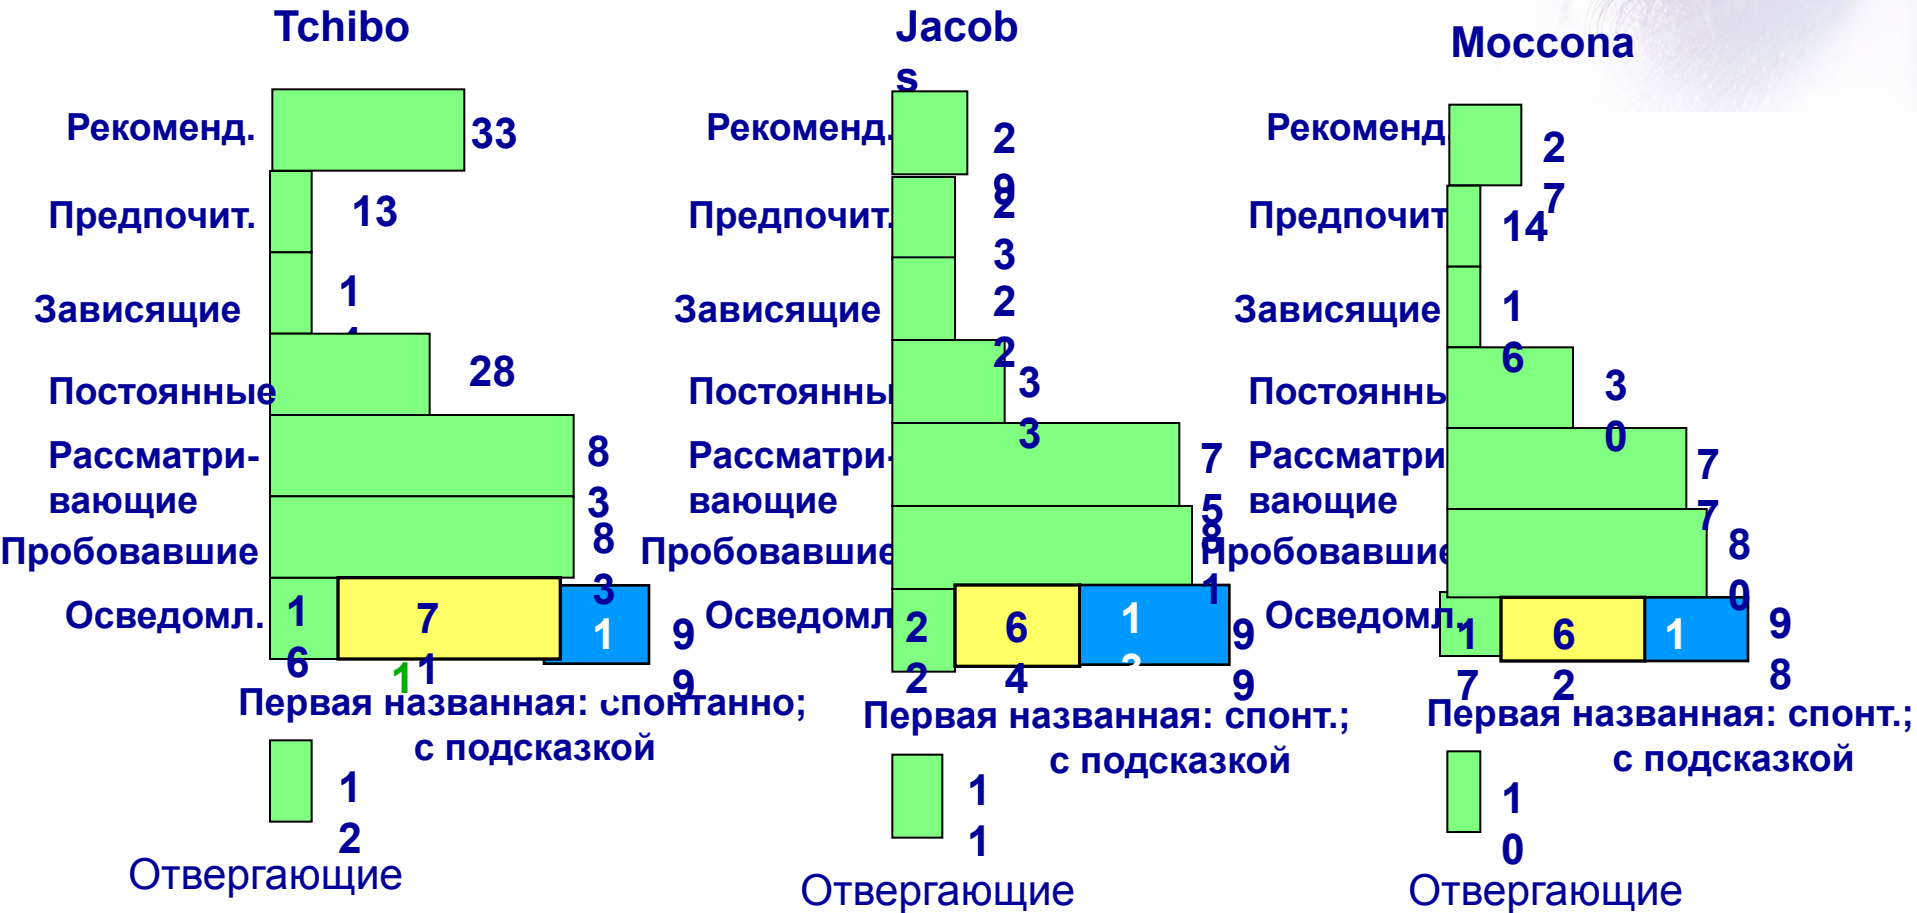 Tchibo
Рекоменд.
33
Предпочит.
13
Зависящие
1
Постоянные
28
Рассматри-
вающие
8
3
Пробовавшие
8
3
Осведомл.
1
6
7
1
1
1
9
9
Первая названная: спонтанно;
с подсказкой
1
2
Отвергающие
Jacob
s
Рекоменд.
2
9
Предпочит.
2
3
Зависящие
2
2
Постоянны
3
3
Рассматри-
вающие
7
5
Пробовавшие
8
1
Осведомл
2
2
6
4
1
9
9
Первая названная: спонт.;
с подсказкой
1
1
Отвергающие
Moccona
Рекоменд
2
7
Предпочит
14
Зависящие
1
6
Постоянны
3
0
Рассматри
вающие
7
7
Пробовавшие
8
0
Осведомл.
1
7
6
2
1
9
8
Первая названная: спонт.;
с подсказкой
1
0
Отвергающие